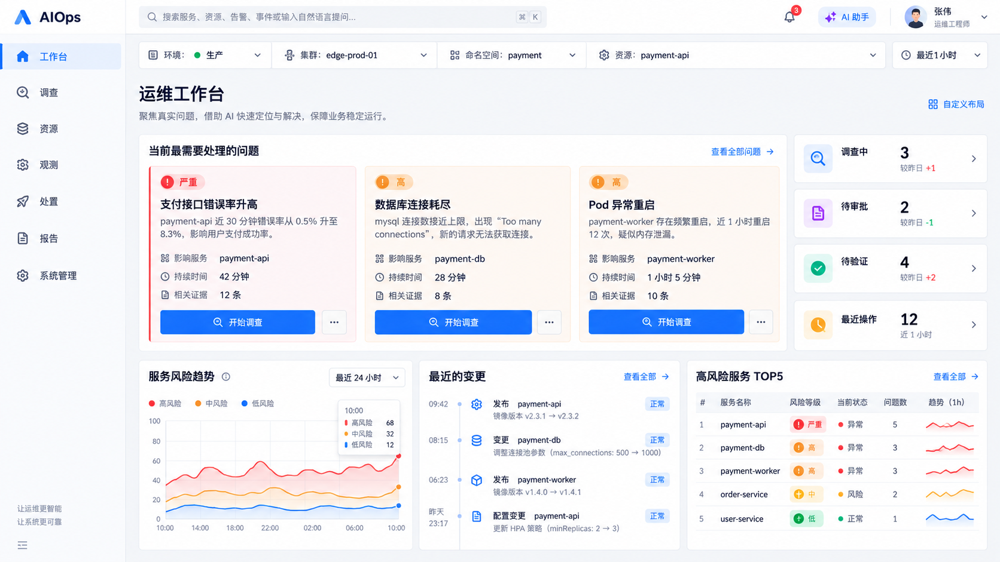 AIOps
搜索服务、资源、告警、事件或输入自然语言提问...
⌘ K
3
AI 助手
张伟
运维工程师
工作台
调查
资源
观测
处置
报告
系统管理
让运维更智能
让系统更可靠
环境： 生产
集群： edge-prod-01
命名空间： payment
资源： payment-api
最近1小时
运维工作台
聚焦真实问题，借助 AI 快速定位与解决，保障业务稳定运行。
自定义布局
当前最需要处理的问题
查看全部问题 →
严重
支付接口错误率升高
payment-api 近 30 分钟错误率从 0.5% 升至
8.3%，影响用户支付成功率。
影响服务 payment-api
持续时间 42 分钟
相关证据 12 条
开始调查
...
高
数据库连接耗尽
mysql 连接数接近上限，出现“Too many
connections”，新的请求无法获取连接。
影响服务 payment-db
持续时间 28 分钟
相关证据 8 条
开始调查
...
高
Pod 异常重启
payment-worker 存在频繁重启，近 1 小时重启
12 次，疑似内存泄漏。
影响服务 payment-worker
持续时间 1 小时 5 分钟
相关证据 10 条
开始调查
...
调查中 3
较昨日 +1
待审批 2
较昨日 -1
待验证 4
较昨日 +2
最近操作 12
近 1 小时
服务风险趋势
最近 24 小时
高风险 中风险 低风险
10:00
高风险 68
中风险 32
低风险 12
100
80
60
40
20
0
10:00 14:00 18:00 22:00 02:00 06:00 10:00
最近的变更
查看全部 →
09:42 发布 payment-api 正常
镜像版本 v2.3.1 → v2.3.2
08:15 变更 payment-db 正常
调整连接池参数（max_connections: 500 → 1000）
06:23 发布 payment-worker 正常
镜像版本 v1.4.0 → v1.4.1
昨天
23:17 配置变更 payment-api 正常
更新 HPA 策略（minReplicas: 2 → 3）
高风险服务 TOP5
查看全部 →
# 服务名称 风险等级 当前状态 问题数 趋势（1h）
1 payment-api 严重 异常 5
2 payment-db 高 异常 3
3 payment-worker 高 异常 3
4 order-service 中 风险 2
5 user-service 低 正常 1